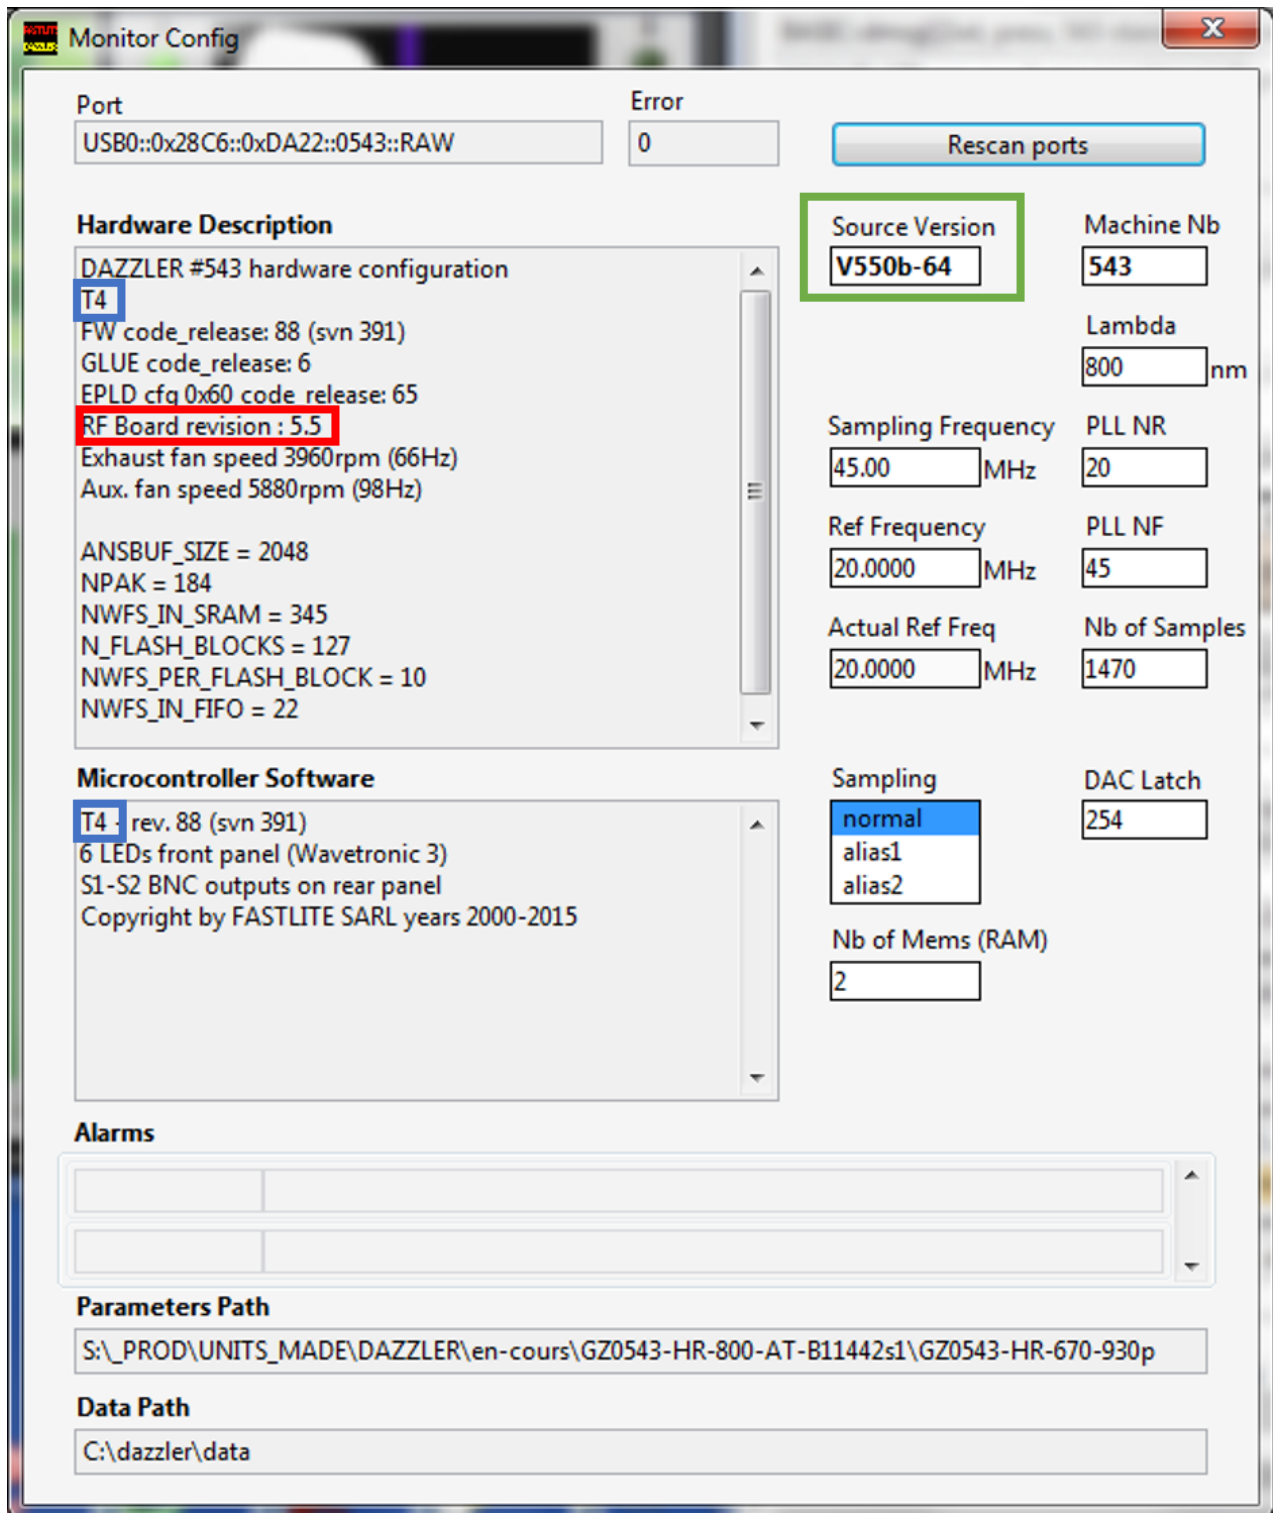 FASTLITE
DAZZLER
Monitor Config
Port
USB0::0x28C6::0xDA22::0543::RAW
Error
0
Rescan ports
Hardware Description
DAZZLER #543 hardware configuration
T4
FW code_release: 88 (svn 391)
GLUE code_release: 6
EPLD cfg 0x60 code_release: 65
RF Board revision : 5.5
Exhaust fan speed 3960rpm (66Hz)
Aux. fan speed 5880rpm (98Hz)
ANSBUF_SIZE = 2048
NPAK = 184
NWFS_IN_SRAM = 345
N_FLASH_BLOCKS = 127
NWFS_PER_FLASH_BLOCK = 10
NWFS_IN_FIFO = 22
Source Version
V550b-64
Machine Nb
543
Lambda
800 nm
Sampling Frequency
45.00 MHz
PLL NR
20
Ref Frequency
20.0000 MHz
PLL NF
45
Actual Ref Freq
20.0000 MHz
Nb of Samples
1470
Microcontroller Software
T4 - rev. 88 (svn 391)
6 LEDs front panel (Wavetronic 3)
S1-S2 BNC outputs on rear panel
Copyright by FASTLITE SARL years 2000-2015
Sampling
normal
alias1
alias2
DAC Latch
254
Nb of Mems (RAM)
2
Alarms
Parameters Path
S:\_PROD\UNITS_MADE\DAZZLER\en-cours\GZ0543-HR-800-AT-B11442s1\GZ0543-HR-670-930p
Data Path
C:\dazzler\data